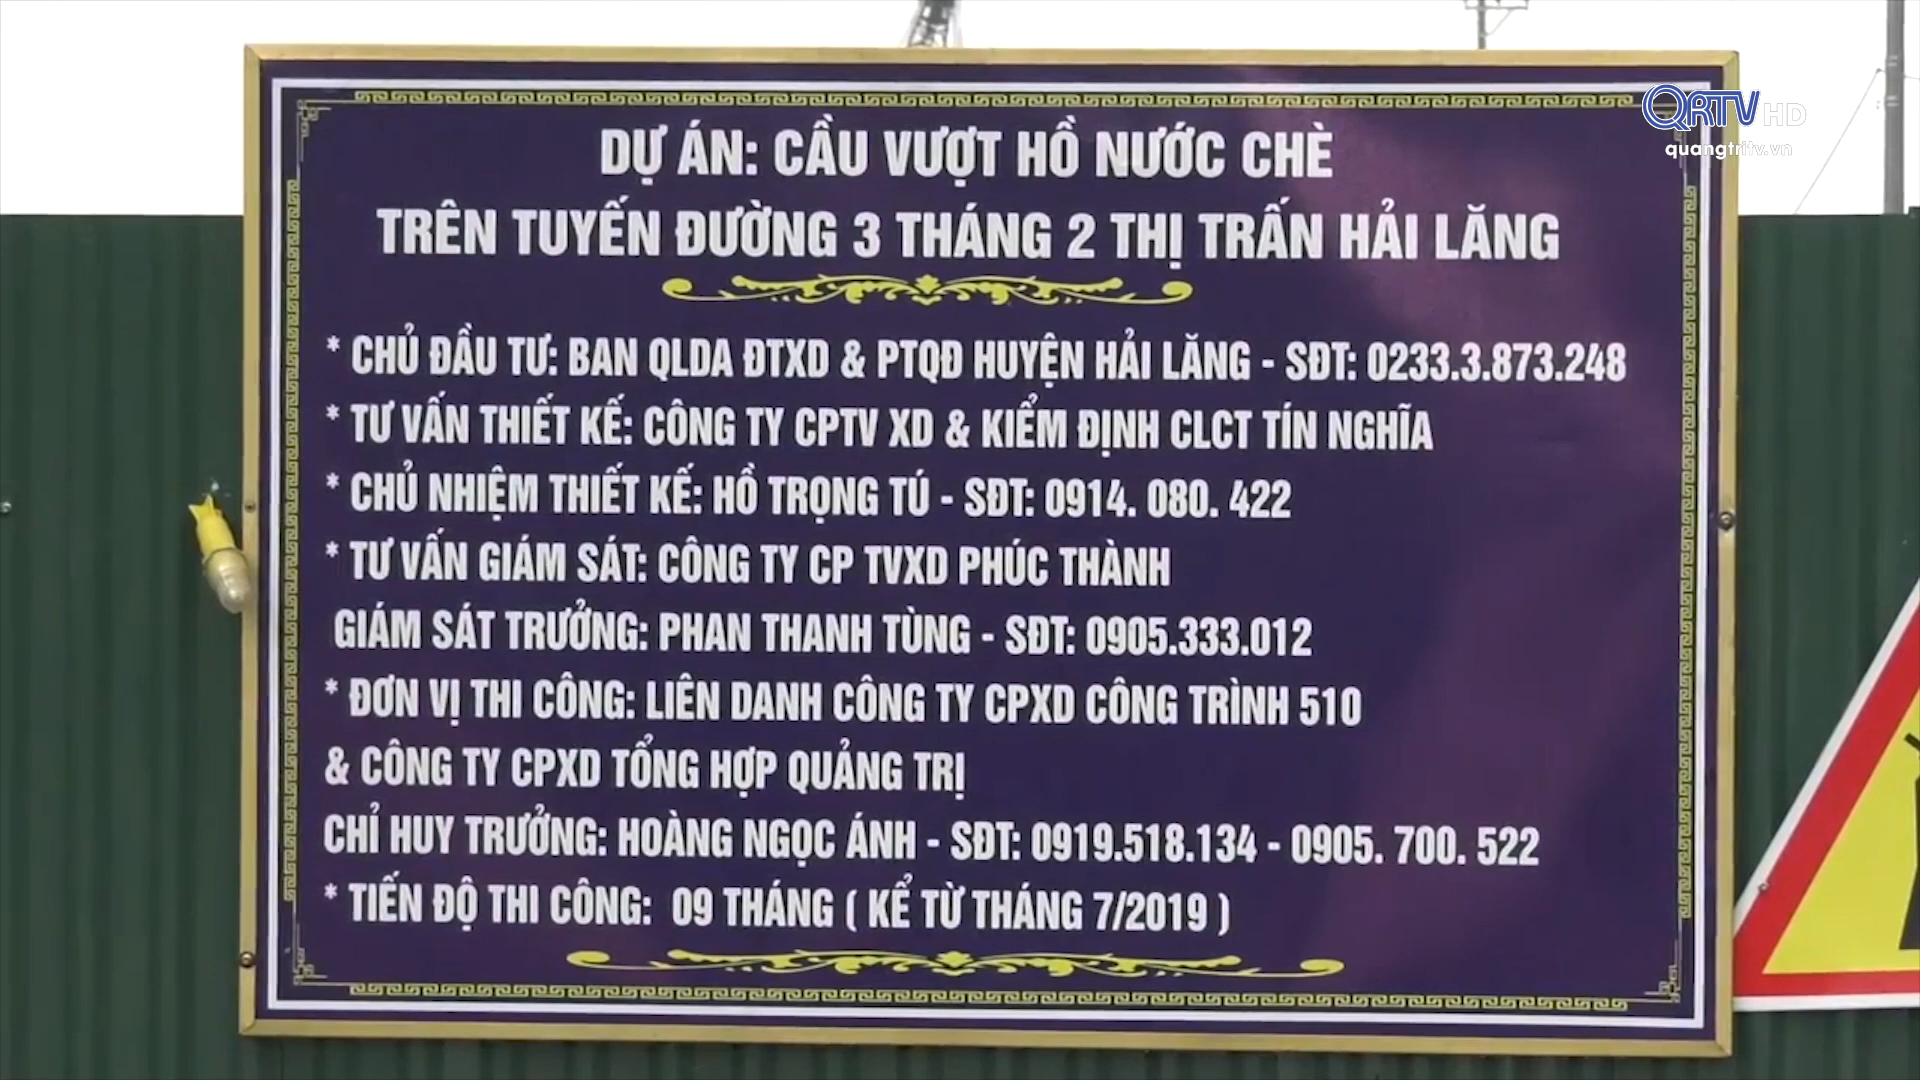 QRTV HD
quangtritv.vn
DỰ ÁN: CẦU VƯỢT HỒ NƯỚC CHÈ
TRÊN TUYẾN ĐƯỜNG 3 THÁNG 2 THỊ TRẤN HẢI LĂNG
* CHỦ ĐẦU TƯ: BAN QLDA ĐTXD & PTQĐ HUYỆN HẢI LĂNG - SĐT: 0233.3.873.248
* TƯ VẤN THIẾT KẾ: CÔNG TY CPTV XD & KIỂM ĐỊNH CLCT TÍN NGHĨA
* CHỦ NHIỆM THIẾT KẾ: HỒ TRỌNG TÚ - SĐT: 0914. 080. 422
* TƯ VẤN GIÁM SÁT: CÔNG TY CP TVXD PHÚC THÀNH
GIÁM SÁT TRƯỞNG: PHAN THANH TÙNG - SĐT: 0905.333.012
* ĐƠN VỊ THI CÔNG: LIÊN DANH CÔNG TY CPXD CÔNG TRÌNH 510
& CÔNG TY CPXD TỔNG HỢP QUẢNG TRỊ
CHỈ HUY TRƯỞNG: HOÀNG NGỌC ÁNH - SĐT: 0919.518.134 - 0905. 700. 522
* TIẾN ĐỘ THI CÔNG: 09 THÁNG ( KỂ TỪ THÁNG 7/2019 )